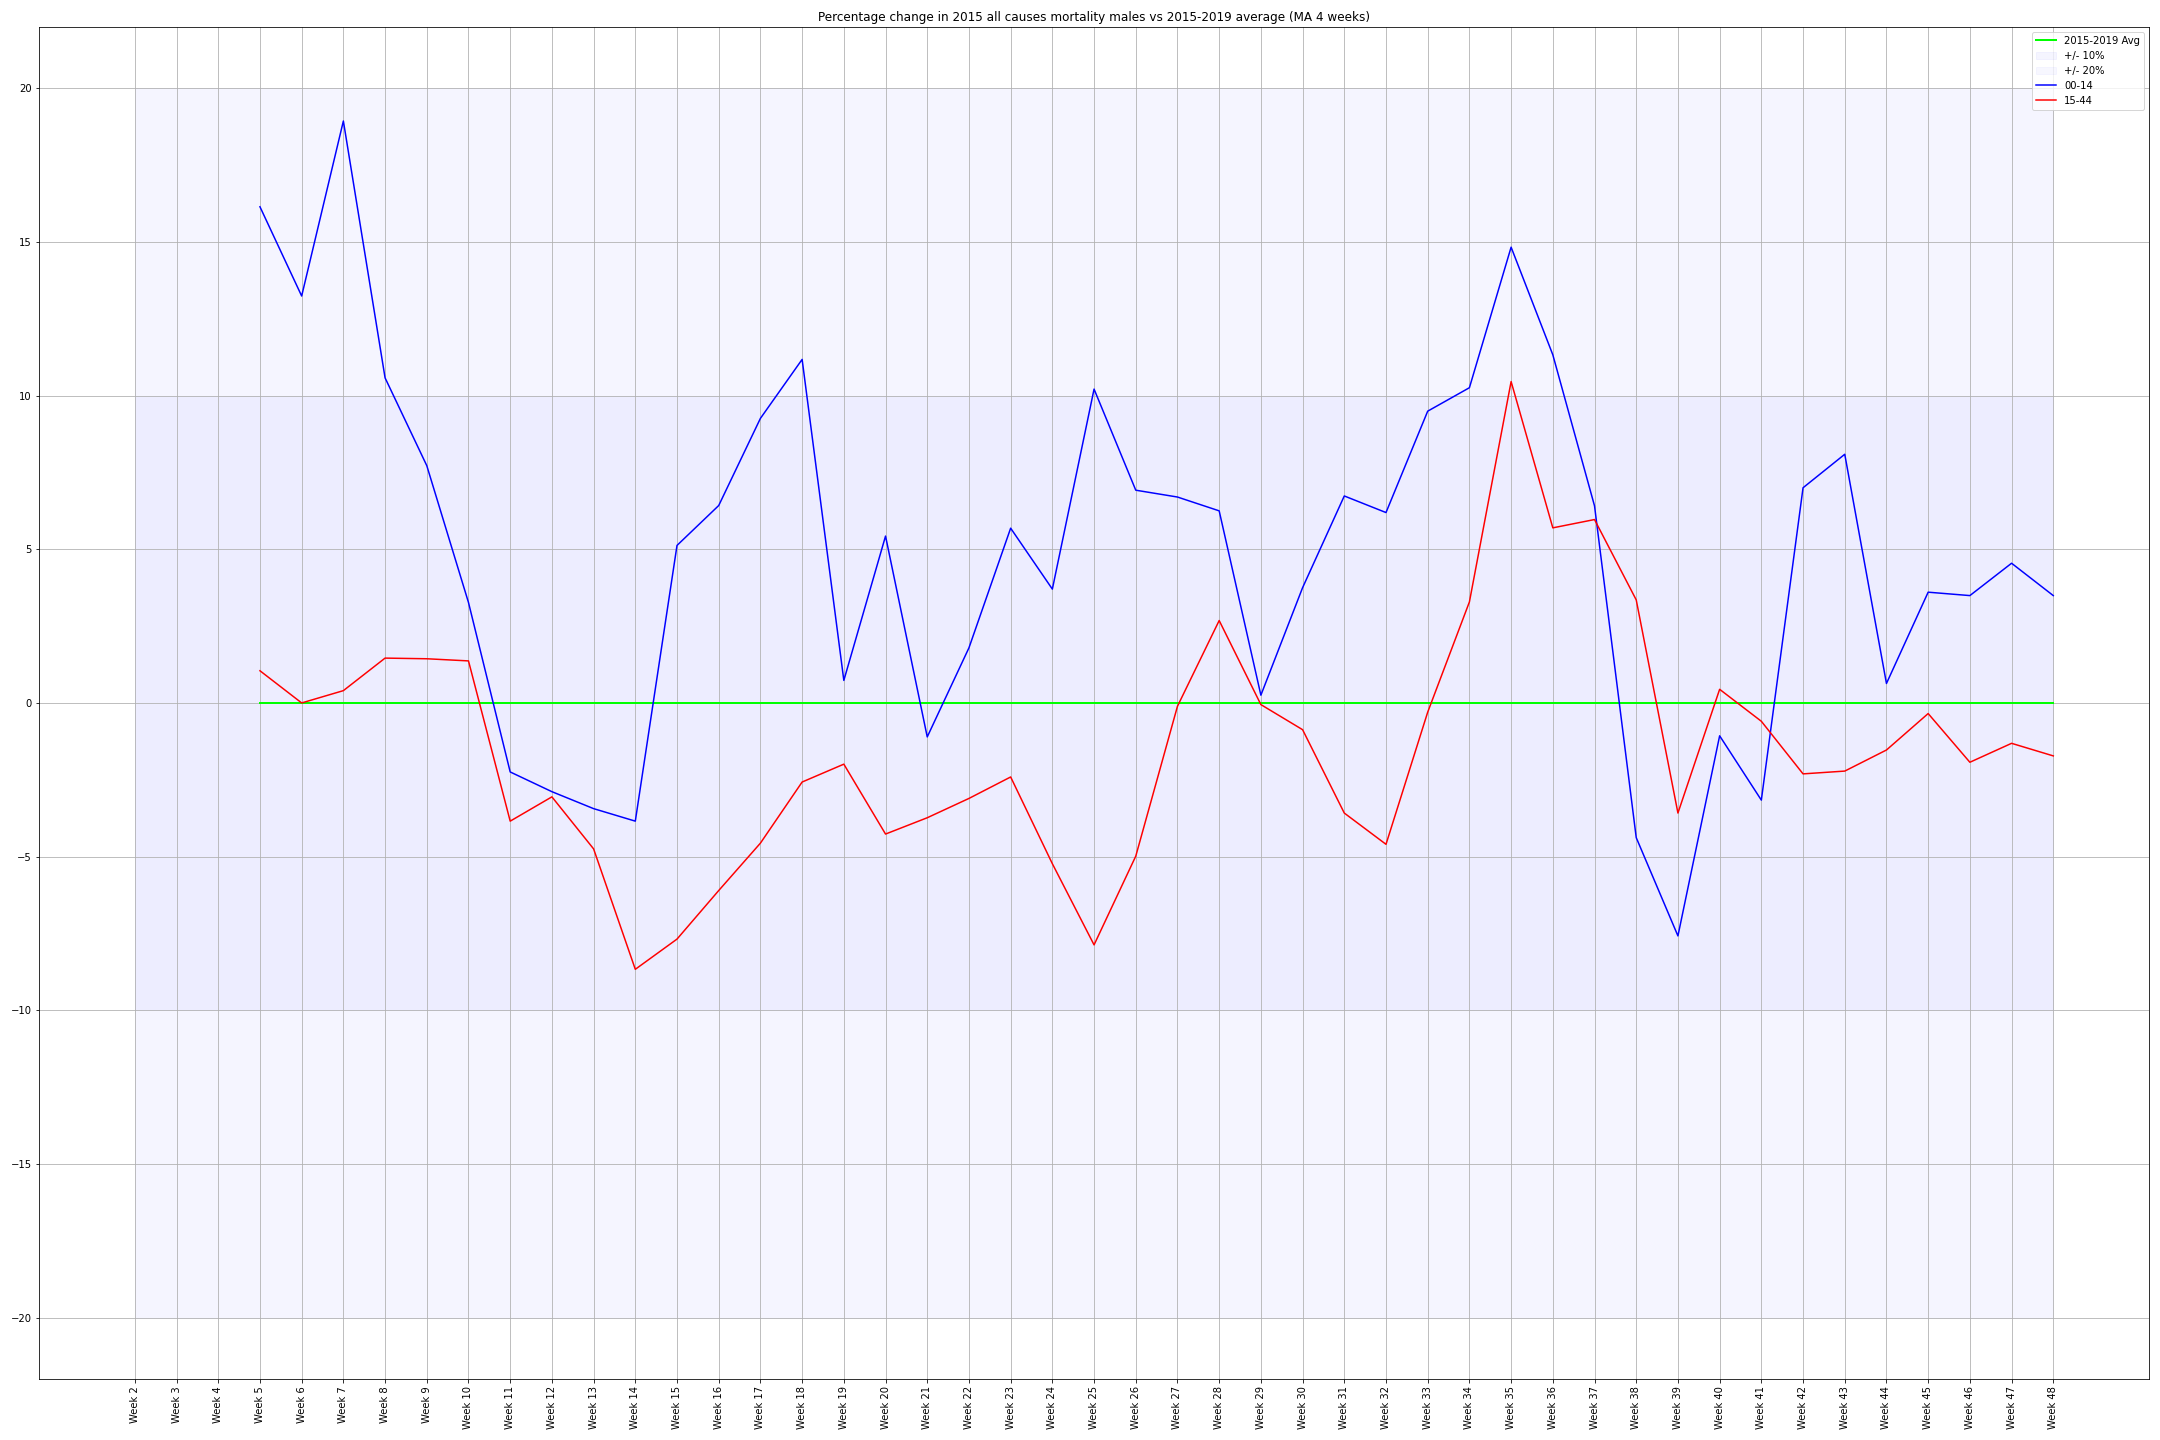 Percentage change in 2015 all causes mortality males vs 2015-2019 average (MA 4 weeks)
2015-2019 Avg
+/- 10%
+/- 20%
00-14
15-44
20
15
10
5
0
−5
−10
−15
−20
Week 2
Week 3
Week 4
Week 5
Week 6
Week 7
Week 8
Week 9
Week 10
Week 11
Week 12
Week 13
Week 14
Week 15
Week 16
Week 17
Week 18
Week 19
Week 20
Week 21
Week 22
Week 23
Week 24
Week 25
Week 26
Week 27
Week 28
Week 29
Week 30
Week 31
Week 32
Week 33
Week 34
Week 35
Week 36
Week 37
Week 38
Week 39
Week 40
Week 41
Week 42
Week 43
Week 44
Week 45
Week 46
Week 47
Week 48